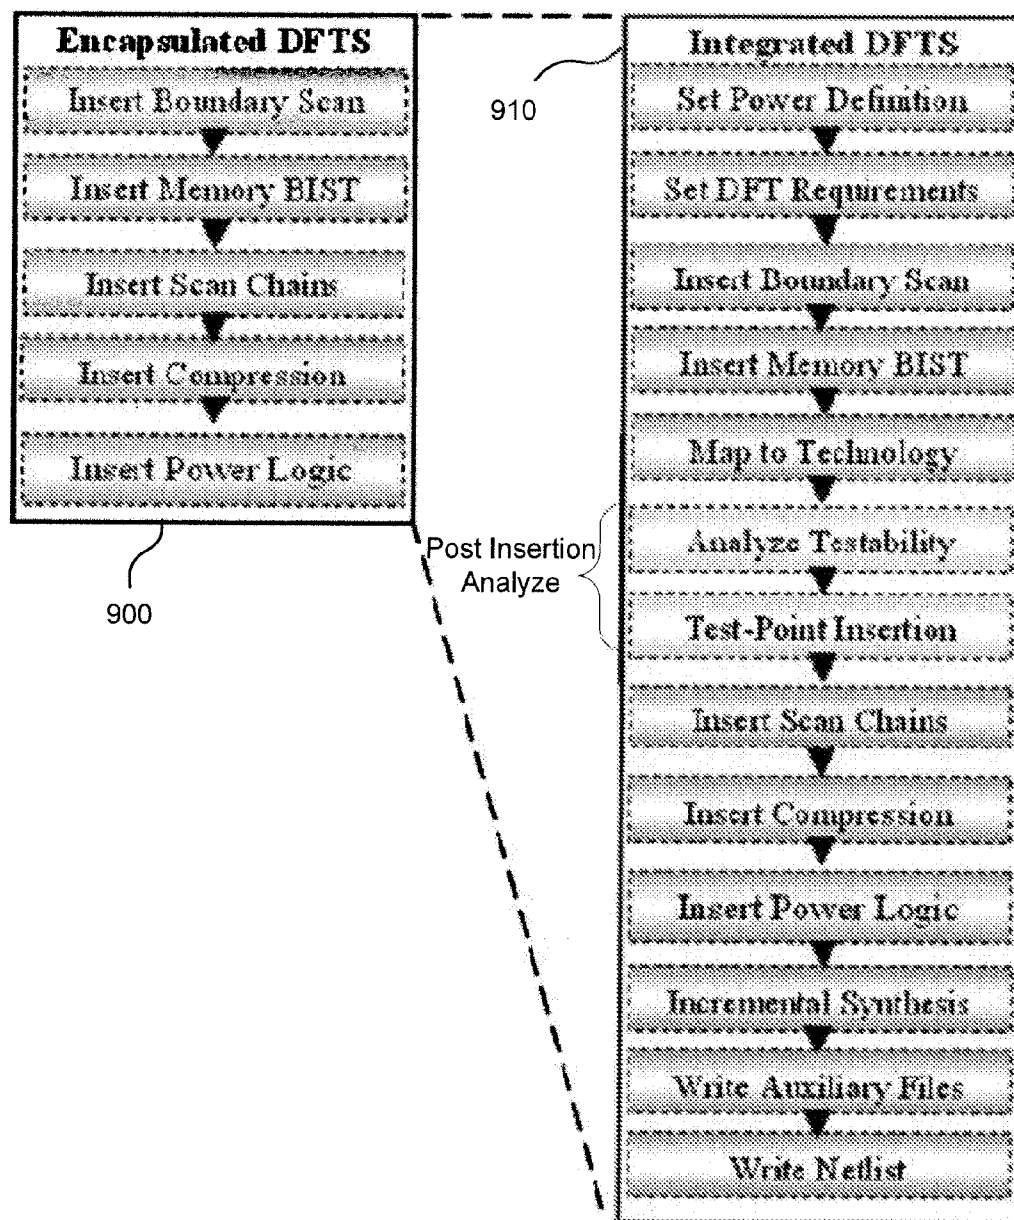 Encapsulated DFTS
Insert Boundary Scan
Insert Memory BIST
Insert Scan Chains
Insert Compression
Insert Power Logic
900
910
Integrated DFTS
Set Power Definition
Set DFT Requirements
Insert Boundary Scan
Insert Memory BIST
Map to Technology
Analyze Testability
Test-Point Insertion
Insert Scan Chains
Insert Compression
Insert Power Logic
Incremental Synthesis
Write Auxiliary Files
Write Netlist
Post Insertion
Analyze